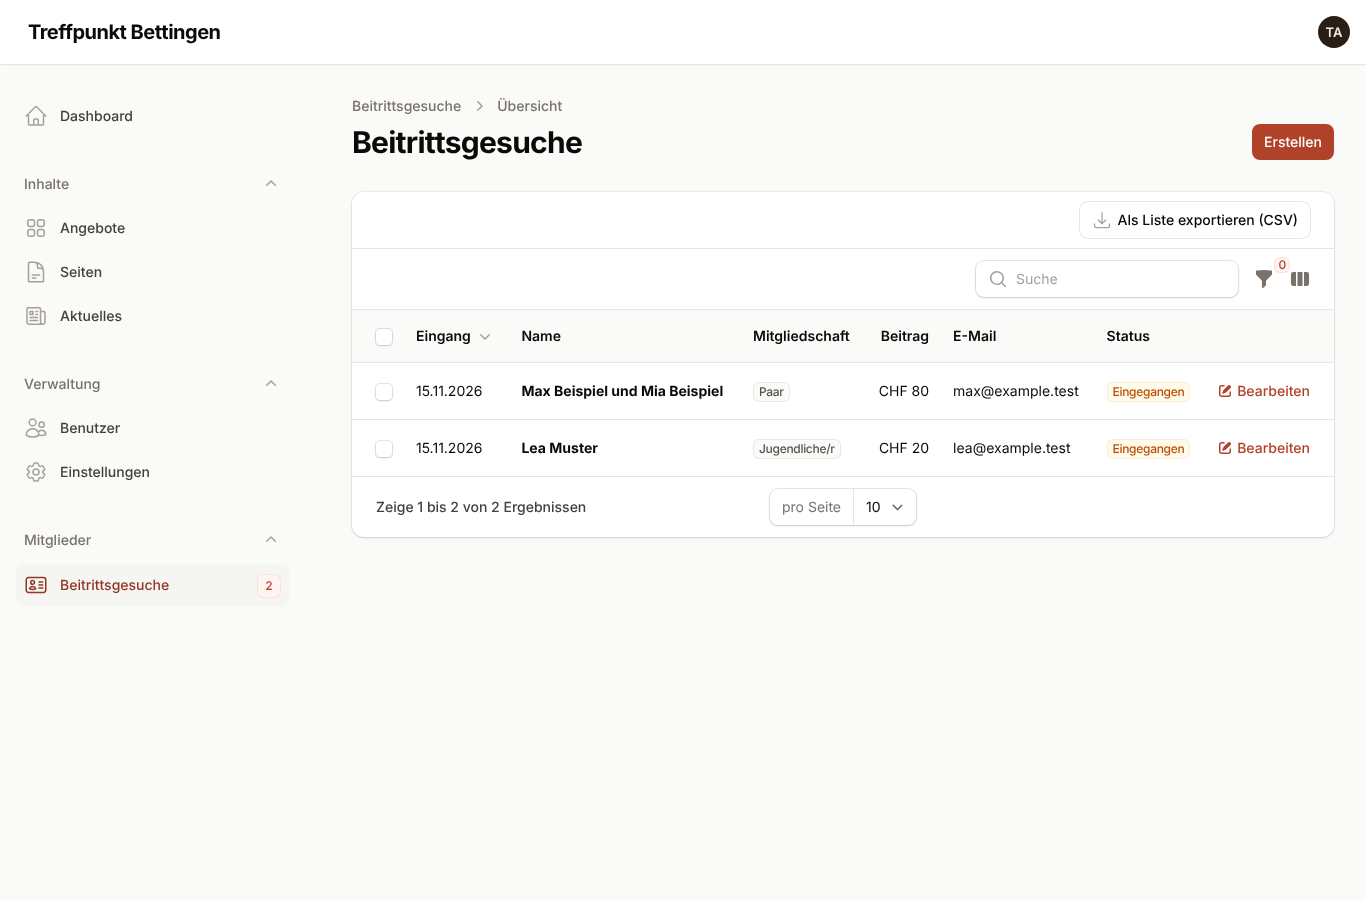 Treffpunkt Bettingen
TA
Dashboard
Inhalte
Angebote
Seiten
Aktuelles
Verwaltung
Benutzer
Einstellungen
Mitglieder
Beitrittsgesuche 2
Beitrittsgesuche Übersicht
Beitrittsgesuche
Erstellen
Als Liste exportieren (CSV)
Suche
0
Eingang Name Mitgliedschaft Beitrag E-Mail Status
15.11.2026 Max Beispiel und Mia Beispiel Paar CHF 80 max@example.test Eingegangen Bearbeiten
15.11.2026 Lea Muster Jugendliche/r CHF 20 lea@example.test Eingegangen Bearbeiten
Zeige 1 bis 2 von 2 Ergebnissen pro Seite 10